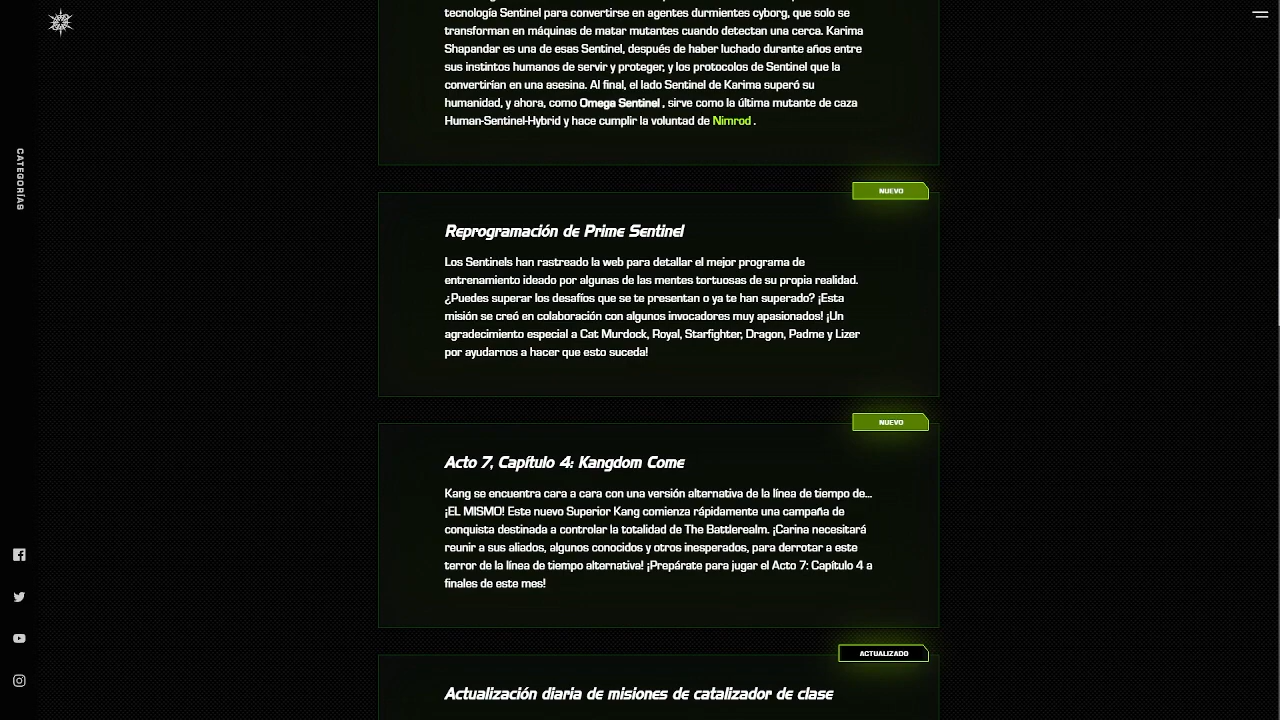 tecnología Sentinel para convertirse en agentes durmientes cyborg, que solo se
transforman en máquinas de matar mutantes cuando detectan una cerca. Karima
Shapandar es una de esas Sentinel, después de haber luchado durante años entre
sus instintos humanos de servir y proteger, y los protocolos de Sentinel que la
convertirían en una asesina. Al final, el lado Sentinel de Karima superó su
humanidad, y ahora, como Omega Sentinel , sirve como la última mutante de caza
Human-Sentinel-Hybrid y hace cumplir la voluntad de Nimrod .
CATEGORÍAS
NUEVO
Reprogramación de Prime Sentinel
Los Sentinels han rastreado la web para detallar el mejor programa de
entrenamiento ideado por algunas de las mentes tortuosas de su propia realidad.
¿Puedes superar los desafíos que se te presentan o ya te han superado? ¡Esta
misión se creó en colaboración con algunos invocadores muy apasionados! ¡Un
agradecimiento especial a Cat Murdock, Royal, Starfighter, Dragon, Padme y Lizer
por ayudarnos a hacer que esto suceda!
NUEVO
Acto 7, Capítulo 4: Kangdom Come
Kang se encuentra cara a cara con una versión alternativa de la línea de tiempo de...
¡EL MISMO! Este nuevo Superior Kang comienza rápidamente una campaña de
conquista destinada a controlar la totalidad de The Battlerealm. ¡Carina necesitará
reunir a sus aliados, algunos conocidos y otros inesperados, para derrotar a este
terror de la línea de tiempo alternativa! ¡Prepárate para jugar el Acto 7: Capítulo 4 a
finales de este mes!
ACTUALIZADO
Actualización diaria de misiones de catalizador de clase